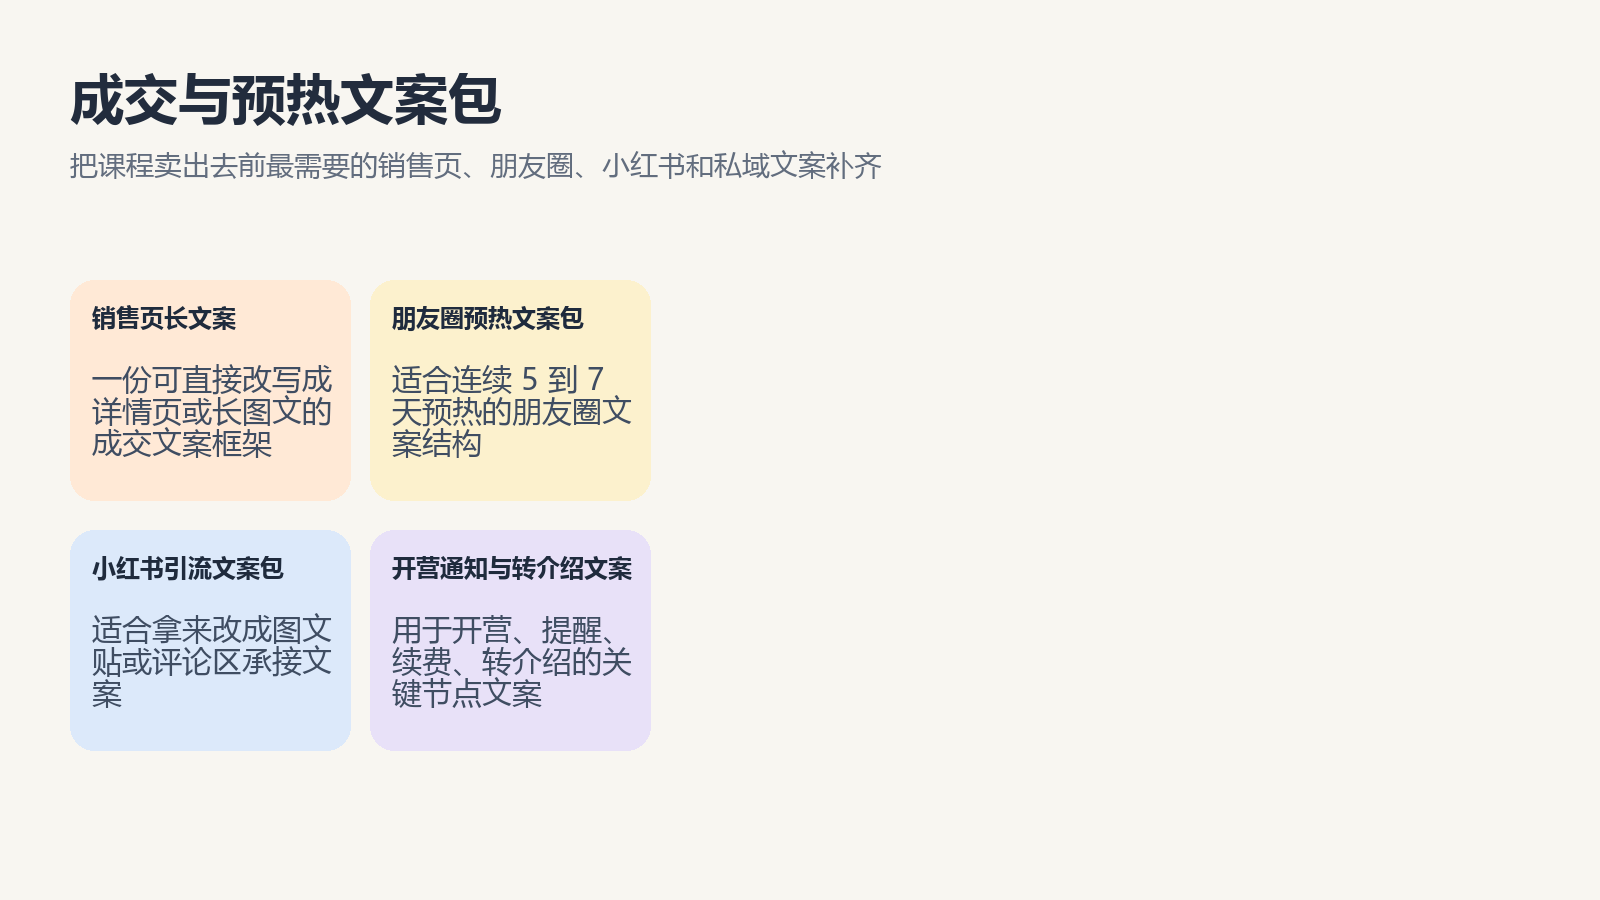 成交与预热文案包
把课程卖出去前最需要的销售页、朋友圈、小红书和私域文案补齐
销售页长文案
一份可直接改写成
详情页或长图文的
成交文案框架
朋友圈预热文案包
适合连续 5 到 7
天预热的朋友圈文
案结构
小红书引流文案包
适合拿来改成图文
贴或评论区承接文
案
开营通知与转介绍文案
用于开营、提醒、
续费、转介绍的关
键节点文案